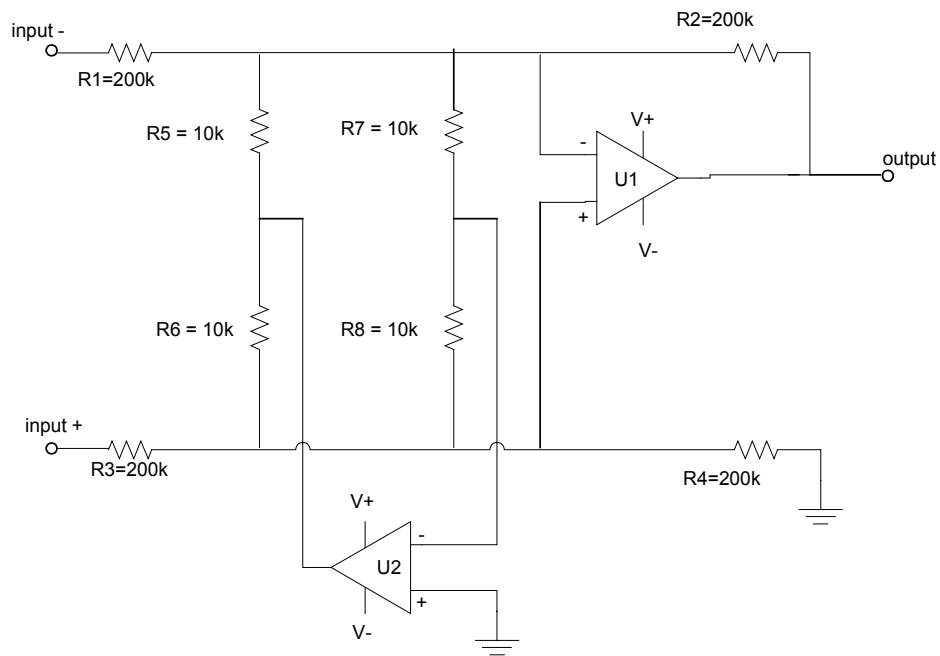 R2=200k
input -
R1=200k
R5 = 10k
R7 = 10k
V+
-
U1
output
+
V-
R6 = 10k
R8 = 10k
input +
R3=200k
R4=200k
V+
-
U2
+
V-